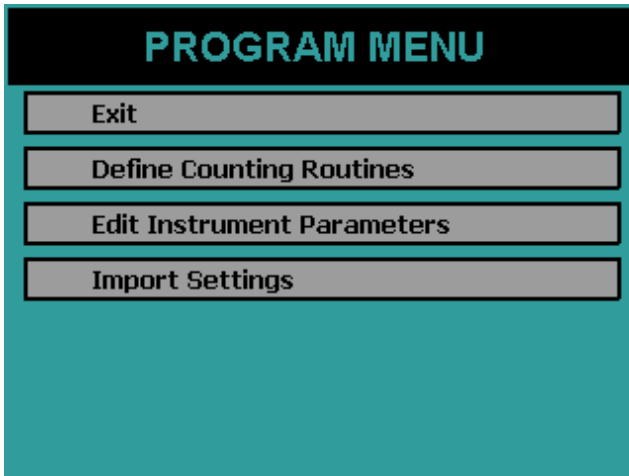 PROGRAM MENU
Exit
Define Counting Routines
Edit Instrument Parameters
Import Settings